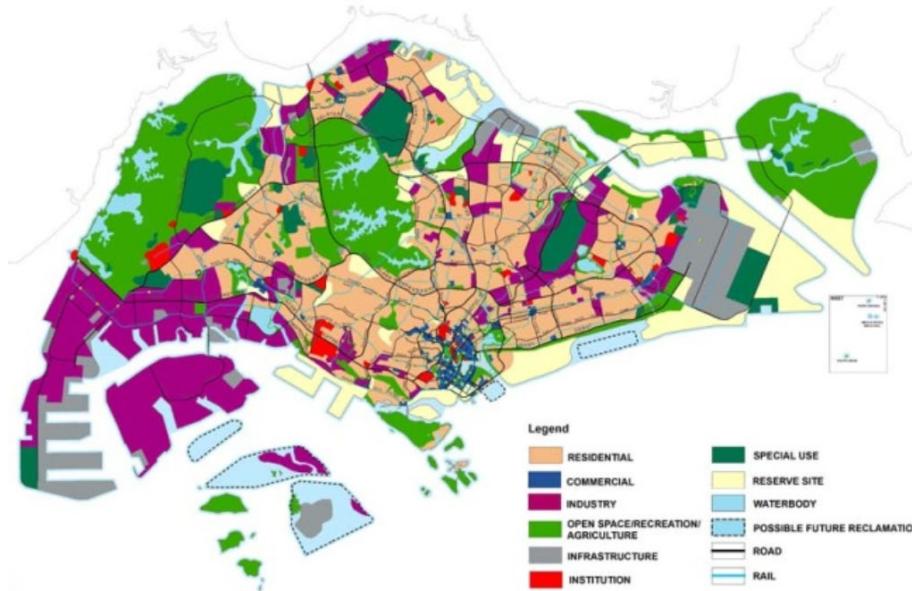 Legend
RESIDENTIAL
COMMERCIAL
INDUSTRY
OPEN SPACE/RECREATION/
AGRICULTURE
INFRASTRUCTURE
INSTITUTION
SPECIAL USE
RESERVE SITE
WATERBODY
POSSIBLE FUTURE RECLAMATIO
ROAD
RAIL